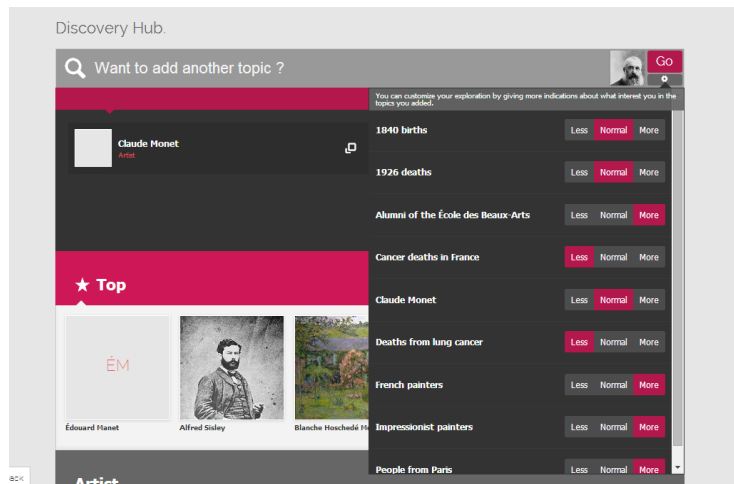 Discovery Hub.
Want to add another topic ?
Go
You can customize your exploration by giving more indications about what interest you in the
topics you added.
Claude Monet
Artist
1840 births Less Normal More
1926 deaths Less Normal More
Alumni of the École des Beaux-Arts Less Normal More
Cancer deaths in France Less Normal More
Claude Monet Less Normal More
Deaths from lung cancer Less Normal More
French painters Less Normal More
Impressionist painters Less Normal More
People from Paris Less Normal More
Top
ÉM
Édouard Manet
Alfred Sisley
Blanche Hoschedé
Artist